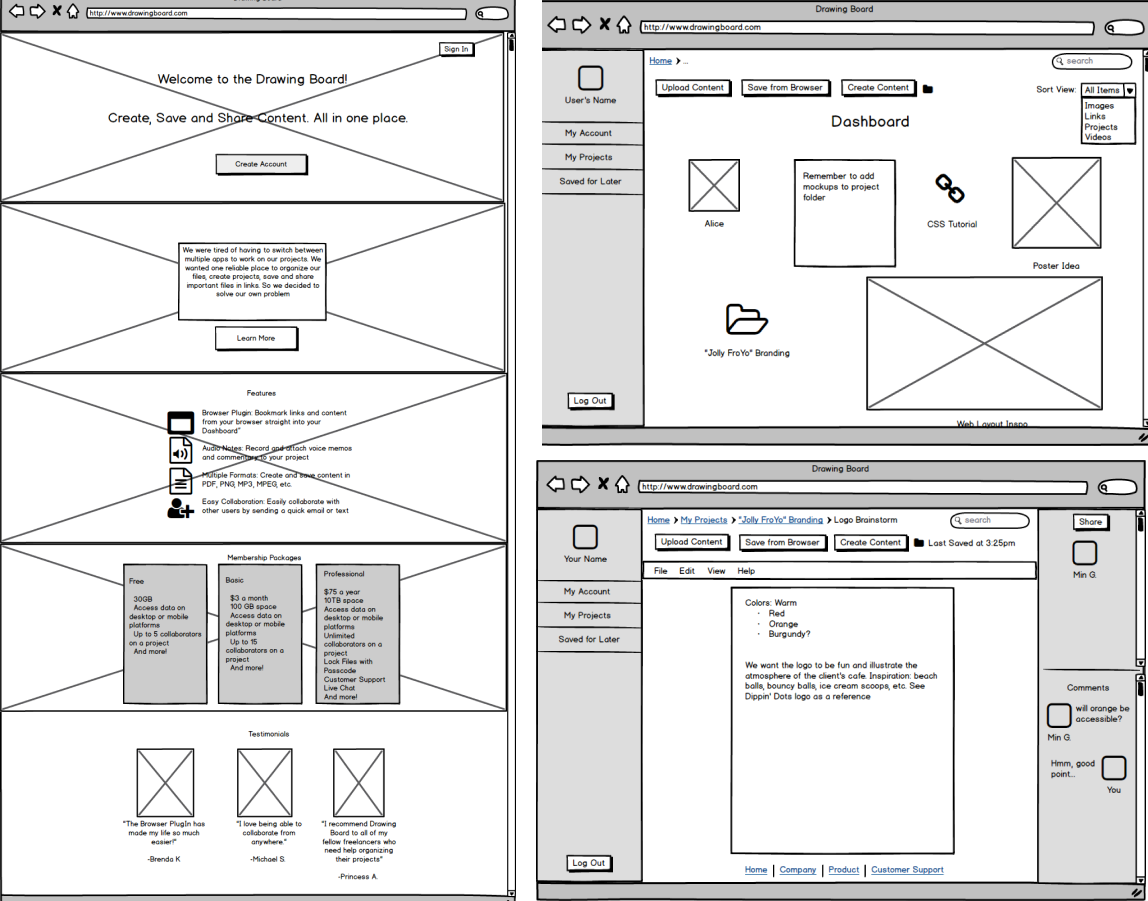 http://www.drawingboard.com
Sign In
Welcome to the Drawing Board!
Create, Save and Share Content. All in one place.
Create Account
We were tired of having to switch between
multiple apps to work on our projects. We
wanted one reliable place to organize our
files, create projects, save and share
important files in links. So we decided to
solve our own problem
Learn More
Features
Browser Plugin: Bookmark links and content
from your browser straight into your
Dashboard"
Audio Notes: Record and attach voice memos
and commentary to your project
Multiple Formats: Create and save content in
PDF, PNG, MP3, MPEG, etc.
Easy Collaboration: Easily collaborate with
other users by sending a quick email or text
Membership Packages
Free
30GB
Access data on
desktop or mobile
platforms
Up to 5 collaborators
on a project
And more!
Basic
$3 a month
100 GB space
Access data on
desktop or mobile
platforms
Up to 15
collaborators on a
project
And more!
Professional
$75 a year
10TB space
Access data on
desktop or mobile
platforms
Unlimited
collaborators on a
project
Lock Files with
Passcode
Customer Support
Live Chat
And more!
Testimonials
"The Browser PlugIn has
made my life so much
easier!"
-Brenda K
"I love being able to
collaborate from
anywhere."
-Michael S.
"I recommend Drawing
Board to all of my
fellow freelancers who
need help organizing
their projects"
-Princess A.
Drawing Board
http://www.drawingboard.com
User's Name
My Account
My Projects
Saved for Later
Log Out
Home > ...
search
Upload Content
Save from Browser
Create Content
Sort View:
All Items
Images
Links
Projects
Videos
Dashboard
Alice
Remember to add
mockups to project
folder
CSS Tutorial
Poster Idea
"Jolly FroYo" Branding
Web Layout Inspo
Drawing Board
http://www.drawingboard.com
Your Name
My Account
My Projects
Saved for Later
Log Out
Home > My Projects > "Jolly FroYo" Branding > Logo Brainstorm
search
Upload Content
Save from Browser
Create Content
Last Saved at 3:25pm
File Edit View Help
Colors: Warm
· Red
· Orange
· Burgundy?
We want the logo to be fun and illustrate the
atmosphere of the client's cafe. Inspiration: beach
balls, bouncy balls, ice cream scoops, etc. See
Dippin' Dots logo as a reference
Home | Company | Product | Customer Support
Share
Min G.
Comments
will orange be
accessible?
Min G.
Hmm, good
point...
You